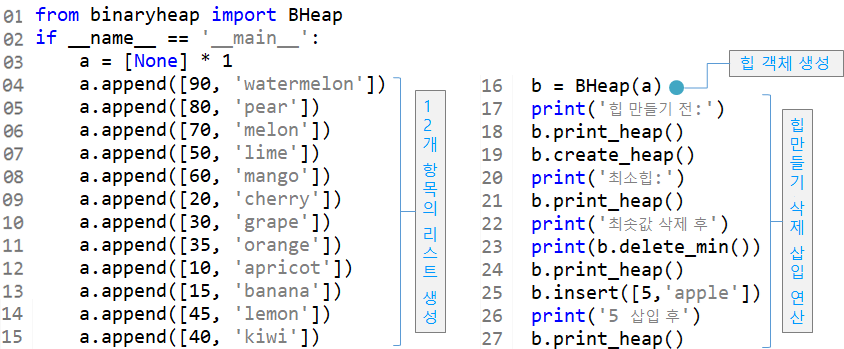 01 from binaryheap import BHeap
02 if __name__ == '__main__':
03     a = [None] * 1
04     a.append([90, 'watermelon'])
05     a.append([80, 'pear'])
06     a.append([70, 'melon'])
07     a.append([50, 'lime'])
08     a.append([60, 'mango'])
09     a.append([20, 'cherry'])
10     a.append([30, 'grape'])
11     a.append([35, 'orange'])
12     a.append([10, 'apricot'])
13     a.append([15, 'banana'])
14     a.append([45, 'lemon'])
15     a.append([40, 'kiwi'])
12개 항목의 리스트 생성
16     b = BHeap(a)
힙 객체 생성
17     print('힙 만들기 전:')
18     b.print_heap()
19     b.create_heap()
20     print('최소힙:')
21     b.print_heap()
22     print('최솟값 삭제 후')
23     print(b.delete_min())
24     b.print_heap()
25     b.insert([5,'apple'])
26     print('5 삽입 후')
27     b.print_heap()
힙만들기 삭제 삽입 연산